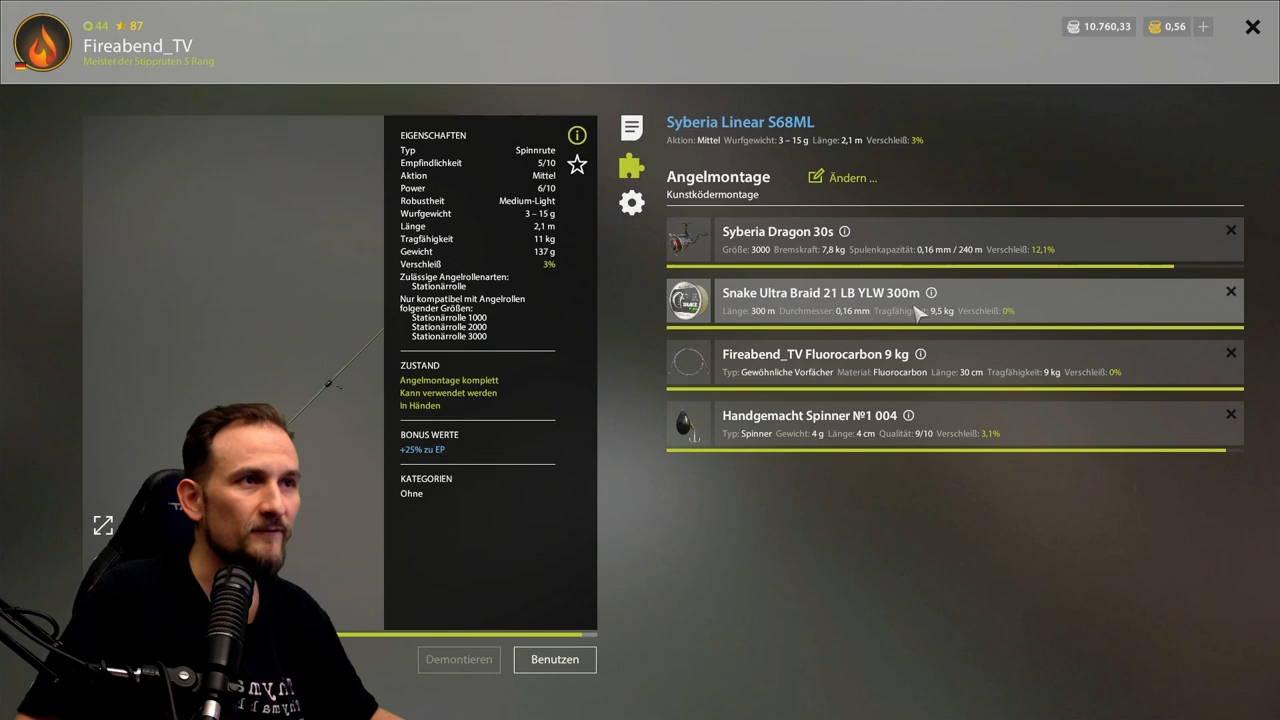 44 87
Fireabend_TV
Meister der Stippruten 5 Rang
10.760,33 0,56
EIGENSCHAFTEN
Typ Spinnrute
Empfindlichkeit 5/10
Aktion Mittel
Power 6/10
Robustheit Medium-Light
Wurfgewicht 3 – 15 g
Länge 2,1 m
Tragfähigkeit 11 kg
Gewicht 137 g
Verschleiß 3%
Zulässige Angelrollenarten:
Stationärrolle
Nur kompatibel mit Angelrollen
folgender Größen:
Stationärrolle 1000
Stationärrolle 2000
Stationärrolle 3000
ZUSTAND
Angelmontage komplett
Kann verwendet werden
In Händen
BONUS WERTE
+25% zu EP
KATEGORIEN
Ohne
Demontieren Benutzen
Syberia Linear S68ML
Aktion: Mittel Wurfgewicht: 3 – 15 g Länge: 2,1 m Verschleiß: 3%
Angelmontage Ändern ...
Kunstködermontage
Syberia Dragon 30s
Größe: 3000 Bremskraft: 7,8 kg Spulenkapazität: 0,16 mm / 240 m Verschleiß: 12,1%
Snake Ultra Braid 21 LB YLW 300m
Länge: 300 m Durchmesser: 0,16 mm 9,5 kg Verschleiß: 0%
Fireabend_TV Fluorocarbon 9 kg
Typ: Gewöhnliche Vorfächer Material: Fluorocarbon Länge: 30 cm Tragfähigkeit: 9 kg Verschleiß: 0%
Handgemacht Spinner №1 004
Typ: Spinner Gewicht: 4 g Länge: 4 cm Qualität: 9/10 Verschleiß: 3,1%